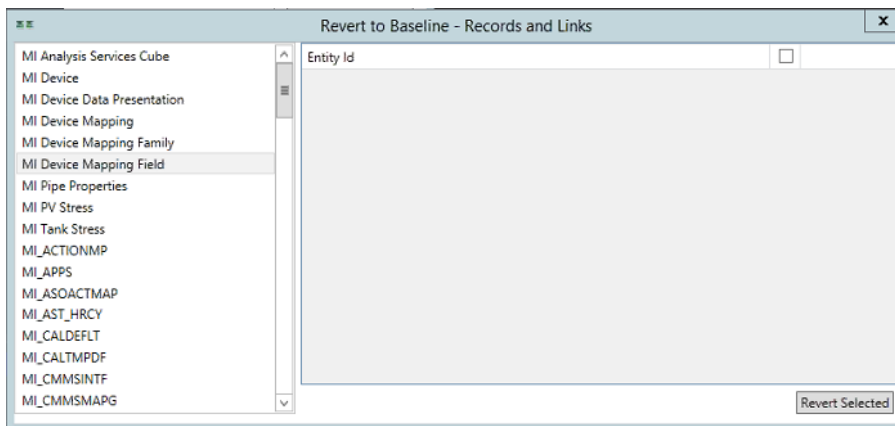 Revert to Baseline - Records and Links
x
MI Analysis Services Cube
MI Device
MI Device Data Presentation
MI Device Mapping
MI Device Mapping Family
MI Device Mapping Field
MI Pipe Properties
MI PV Stress
MI Tank Stress
MI_ACTIONMP
MI_APPS
MI_ASOACTMAP
MI_AST_HRCY
MI_CALDEFLT
MI_CALTMPDF
MI_CMMSINTF
MI_CMMSMAPG
Entity Id
Revert Selected